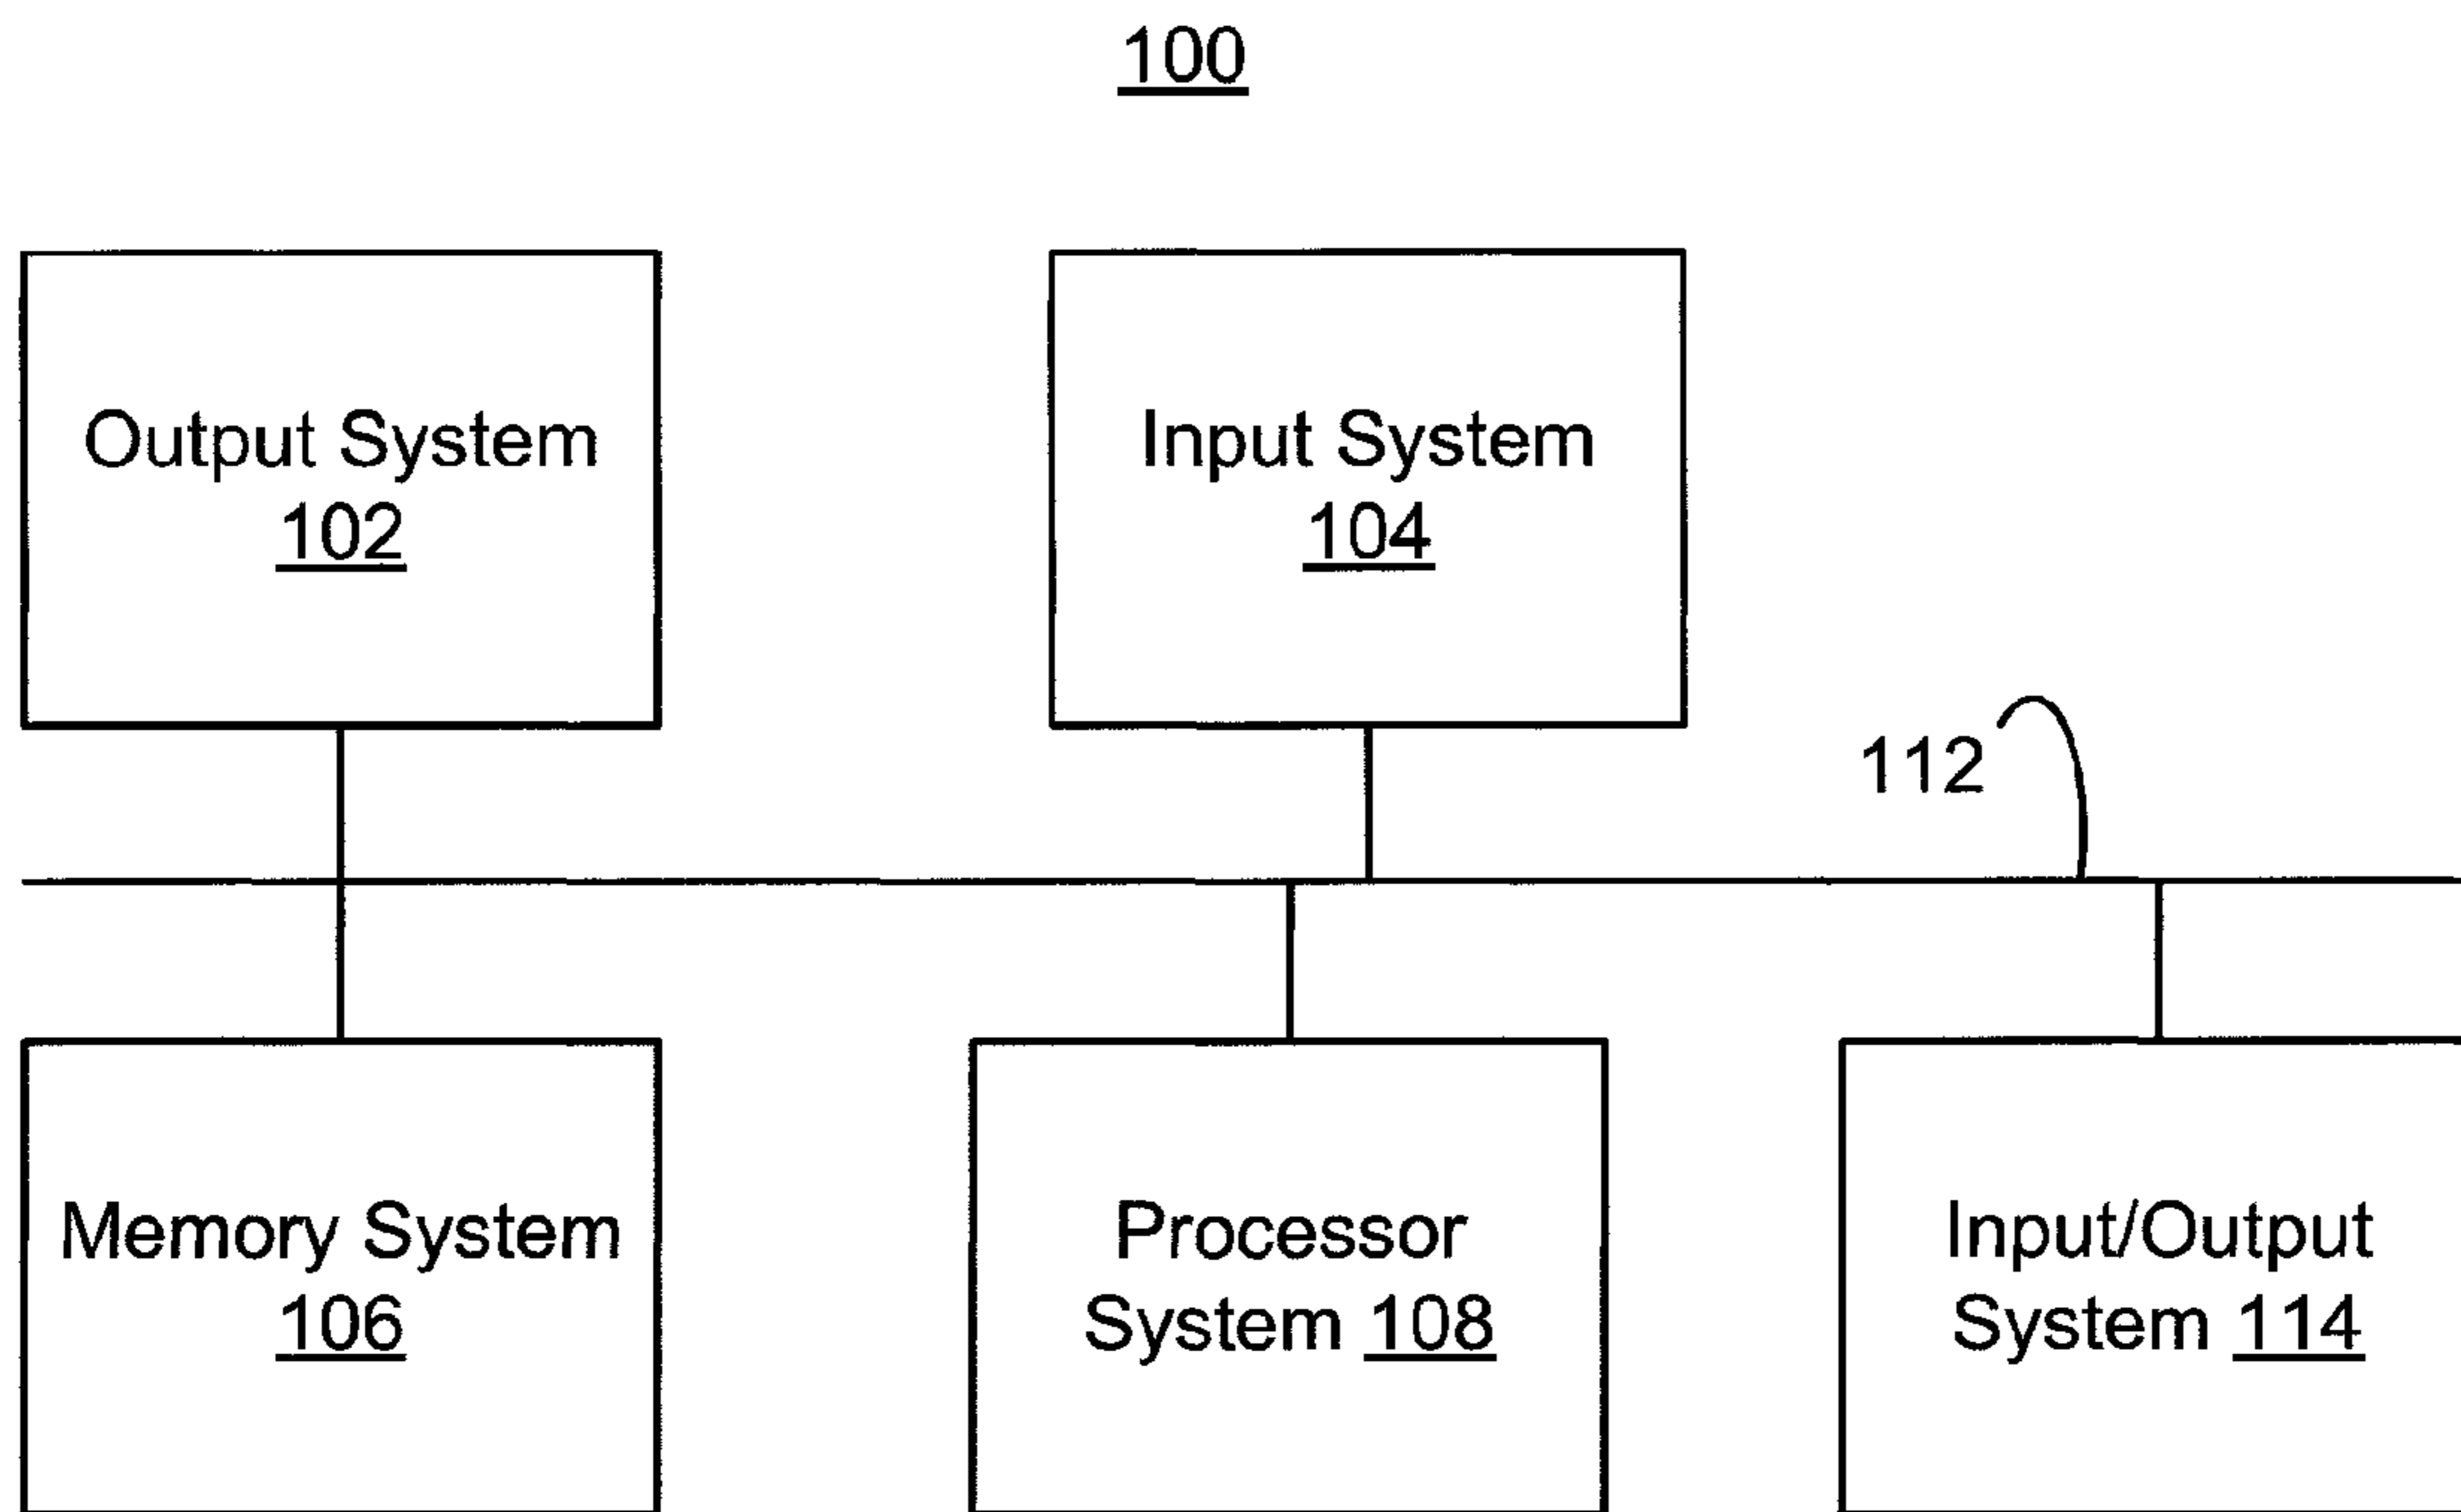 100
Output System
102
Input System
104
112
Memory System
106
Processor
System 108
Input/Output
System 114